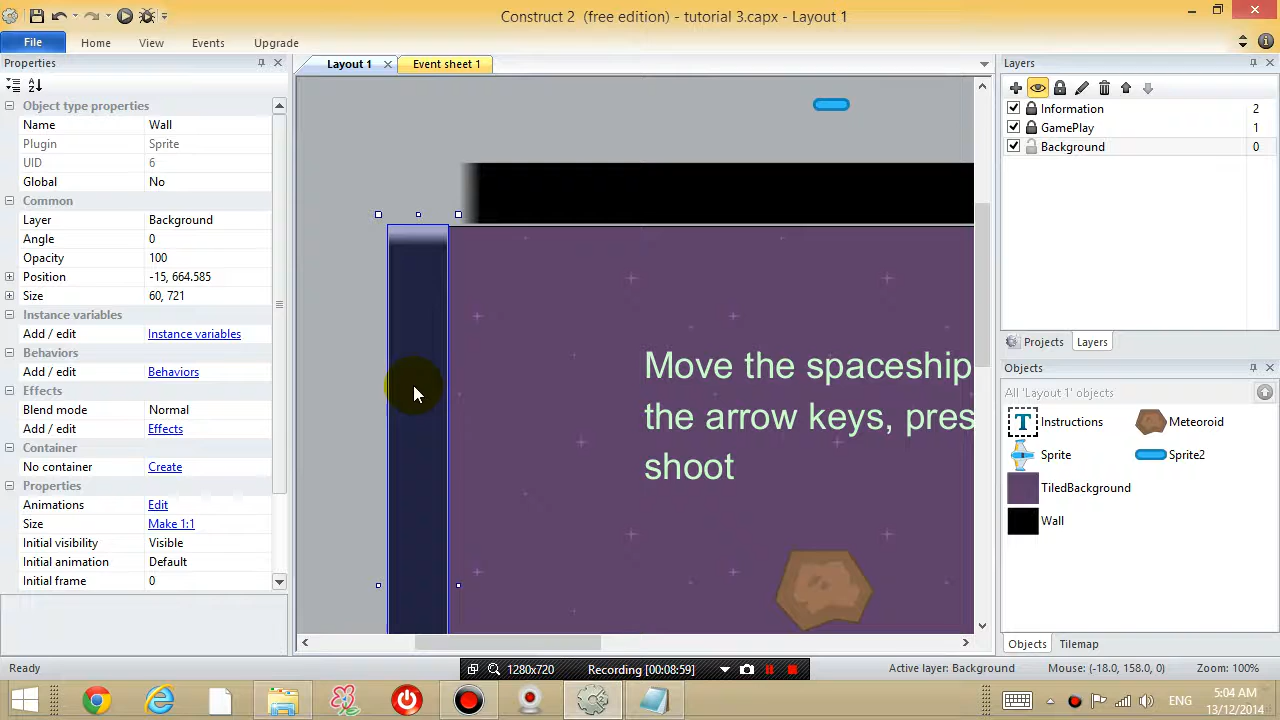 Construct 2 (free edition) - tutorial 3.capx - Layout 1
File Home View Events Upgrade
Properties
Object type properties
Name Wall
Plugin Sprite
UID 6
Global No
Common
Layer Background
Angle 0
Opacity 100
Position -15, 664.585
Size 60, 721
Instance variables
Add / edit Instance variables
Behaviors
Add / edit Behaviors
Effects
Blend mode Normal
Add / edit Effects
Container
No container Create
Properties
Animations Edit
Size Make 1:1
Initial visibility Visible
Initial animation Default
Initial frame 0
Layout 1 Event sheet 1
Move the spaceship
the arrow keys, pres
shoot
Layers
Information 2
GamePlay 1
Background 0
Projects Layers
Objects
All 'Layout 1' objects
Instructions Meteoroid
Sprite Sprite2
TiledBackground
Wall
Objects Tilemap
Ready 1280x720 Recording [00:08:59] Active layer: Background Mouse: (-18.0, 158.0, 0) Zoom: 100%
ENG
5:04 AM
13/12/2014